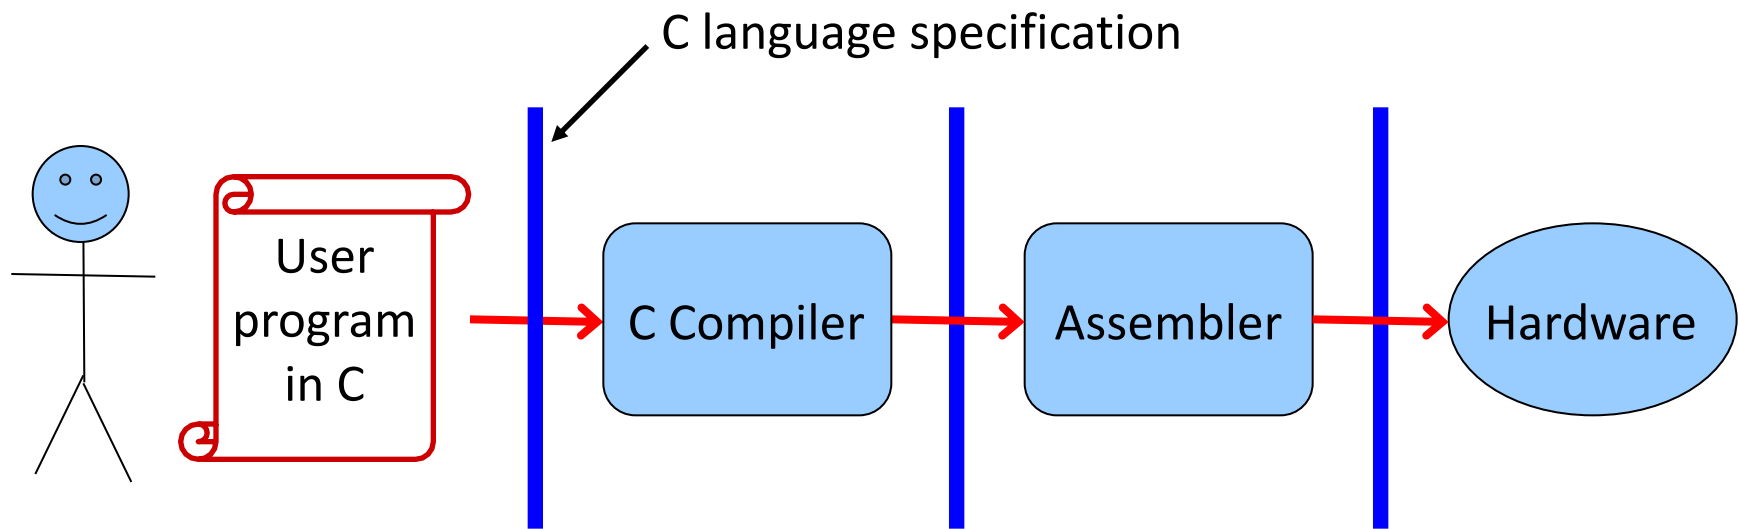 C language specification
User
program
in C
C Compiler
Assembler
Hardware